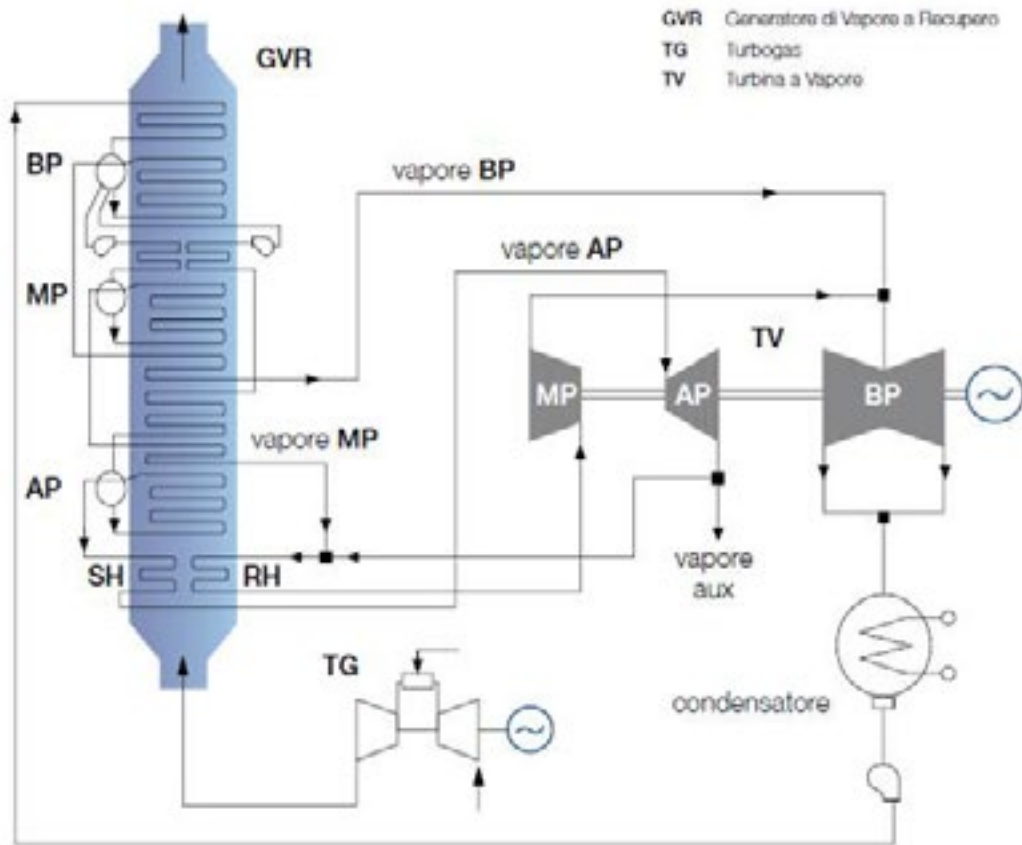 GVR Generatore di Vapore a Recupero
TG Turbogas
TV Turbina a Vapore
GVR
BP
vapore BP
vapore AP
MP
TV
MP
AP
BP
vapore MP
AP
SH
RH
vapore
aux
TG
condensatore